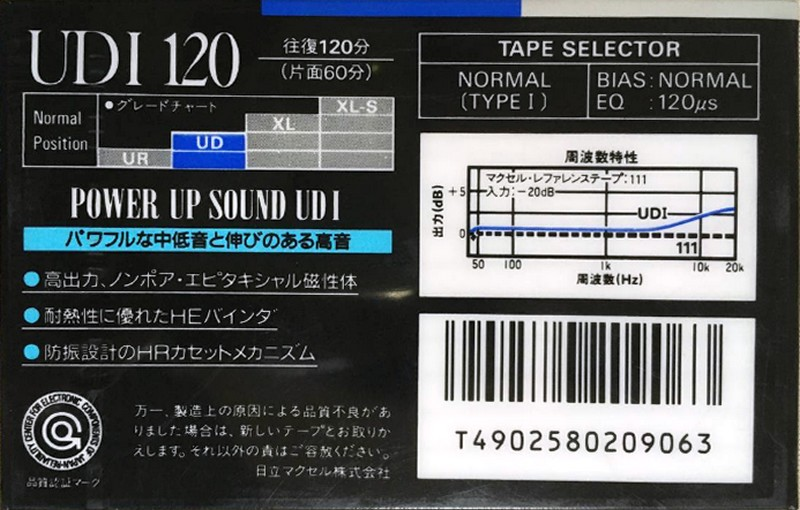 UDI 120
往復120分
(片面60分)
●グレードチャート
Normal
Position
UR
UD
XL
XL-S
POWER UP SOUND UD I
パワフルな中低音と伸びのある高音
●高出力、ノンポア・エピタキシャル磁性体
●耐熱性に優れたHEバインダ
●防振設計のHRカセットメカニズム
RELIABILITY CENTER FOR ELECTRONIC COMPONENTS OF JAPAN
品質認証マーク
万一、製造上の原因による品質不良があ
りました場合は、新しいテープとお取りか
えします。それ以外の責はご容赦ください。
日立マクセル株式会社
TAPE SELECTOR
NORMAL
(TYPE I)
BIAS: NORMAL
EQ : 120μs
周波数特性
マクセル・レファレンステープ:111
入力:-20dB
出力(dB)
+5
0
UDI
111
50 100 1k 10k 20k
周波数(Hz)
T4902580209063